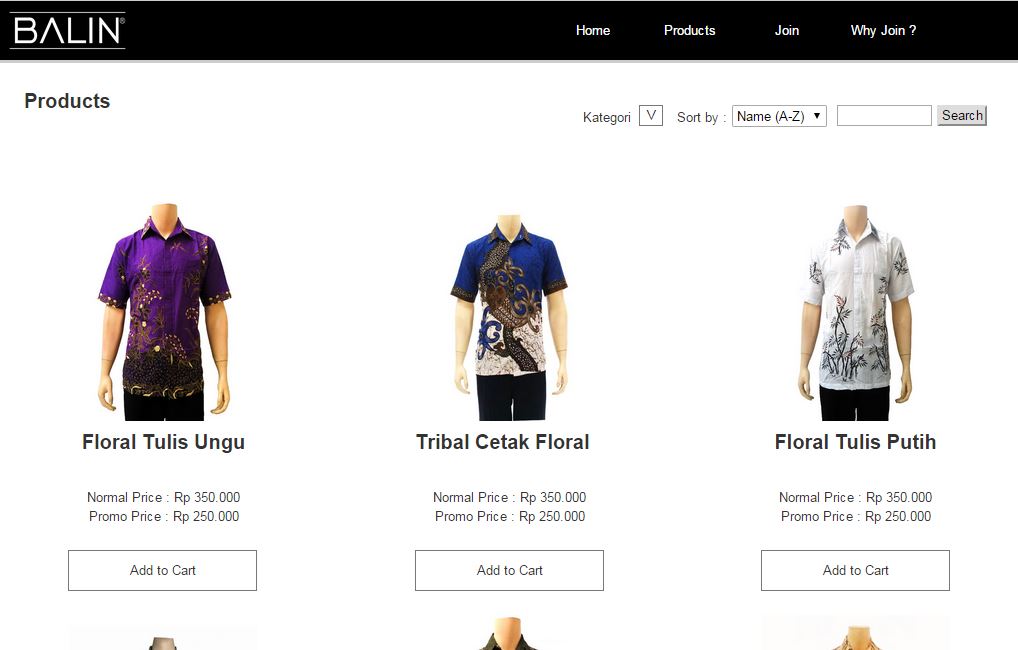 BALIN®
Home Products Join Why Join ?
Products
Kategori V Sort by : Name (A-Z) ▼ Search
Floral Tulis Ungu Tribal Cetak Floral Floral Tulis Putih
Normal Price : Rp 350.000 Normal Price : Rp 350.000 Normal Price : Rp 350.000
Promo Price : Rp 250.000 Promo Price : Rp 250.000 Promo Price : Rp 250.000
Add to Cart Add to Cart Add to Cart